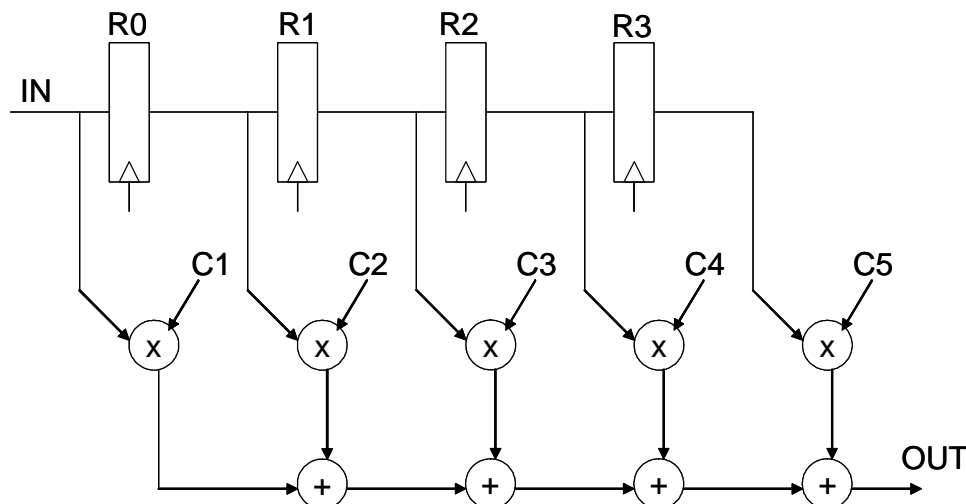 R0 R1 R2 R3
IN
C1 C2 C3 C4 C5
x x x x x
OUT
+ + + +